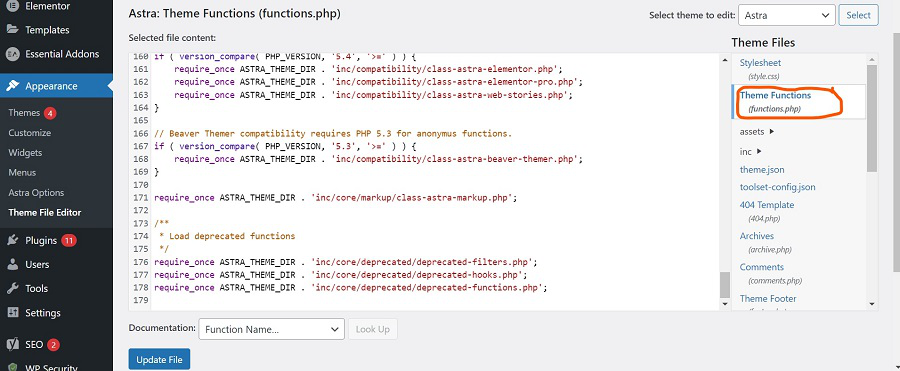 Elementor
Templates
Essential Addons
Appearance
Themes 4
Customize
Widgets
Menus
Astra Options
Theme File Editor
Plugins 11
Users
Tools
Settings
SEO 2
WP Security
Astra: Theme Functions (functions.php)
Select theme to edit: Astra Select
Selected file content:
160 if ( version_compare( PHP_VERSION, '5.4', '>=' ) ) {
161 require_once ASTRA_THEME_DIR . 'inc/compatibility/class-astra-elementor.php';
162 require_once ASTRA_THEME_DIR . 'inc/compatibility/class-astra-elementor-pro.php';
163 require_once ASTRA_THEME_DIR . 'inc/compatibility/class-astra-web-stories.php';
164 }
165
166 // Beaver Themer compatibility requires PHP 5.3 for anonymus functions.
167 if ( version_compare( PHP_VERSION, '5.3', '>=' ) ) {
168 require_once ASTRA_THEME_DIR . 'inc/compatibility/class-astra-beaver-themer.php';
169 }
170
171 require_once ASTRA_THEME_DIR . 'inc/core/markup/class-astra-markup.php';
172
173 /**
174 * Load deprecated functions
175 */
176 require_once ASTRA_THEME_DIR . 'inc/core/deprecated/deprecated-filters.php';
177 require_once ASTRA_THEME_DIR . 'inc/core/deprecated/deprecated-hooks.php';
178 require_once ASTRA_THEME_DIR . 'inc/core/deprecated/deprecated-functions.php';
179
Documentation: Function Name... Look Up
Update File
Theme Files
Stylesheet
(style.css)
Theme Functions
(functions.php)
assets
inc
theme.json
toolset-config.json
404 Template
(404.php)
Archives
(archive.php)
Comments
(comments.php)
Theme Footer